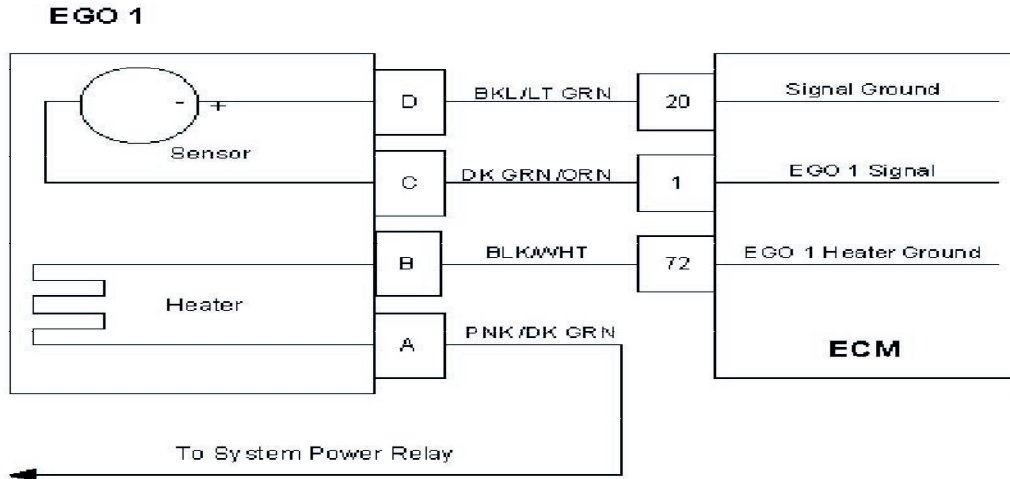 EGO 1
D
BKL/LT GRN
20
Signal Ground
- +
Sensor
C
DK GRN/ORN
1
EGO 1 Signal
B
BLK/WHT
72
EGO 1 Heater Ground
Heater
A
PNK/DK GRN
ECM
To System Power Relay